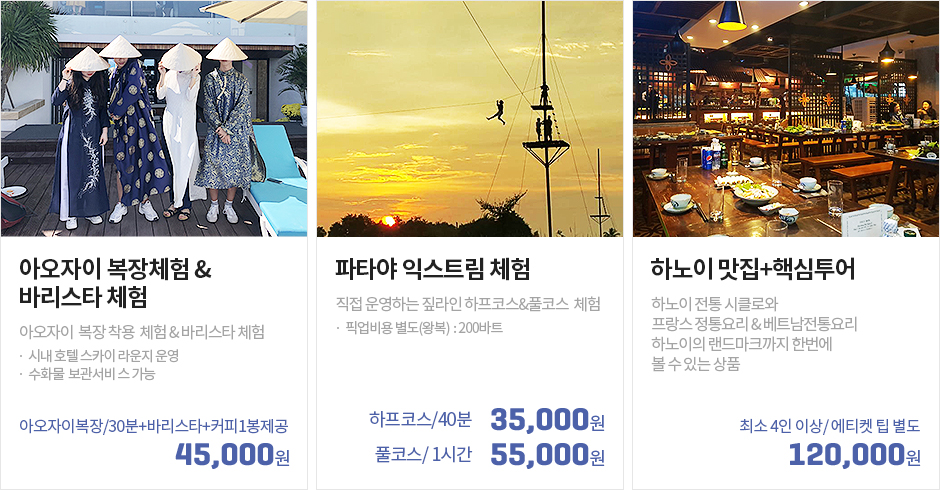 아오자이 복장체험 &
바리스타 체험
아오자이 복장 착용 체험 & 바리스타 체험
· 시내 호텔 스카이 라운지 운영
· 수화물 보관서비스 가능
아오자이복장/30분+바리스타+커피1봉제공
45,000원
파타야 익스트림 체험
직접 운영하는 짚라인 하프코스&풀코스 체험
· 픽업비용 별도(왕복) : 200바트
하프코스/40분 35,000원
풀코스/ 1시간 55,000원
하노이 맛집+핵심투어
하노이 전통 시클로와
프랑스 정통요리 & 베트남전통요리
하노이의 랜드마크까지 한번에
볼 수 있는 상품
최소 4인 이상/ 에티켓 팁 별도
120,000원